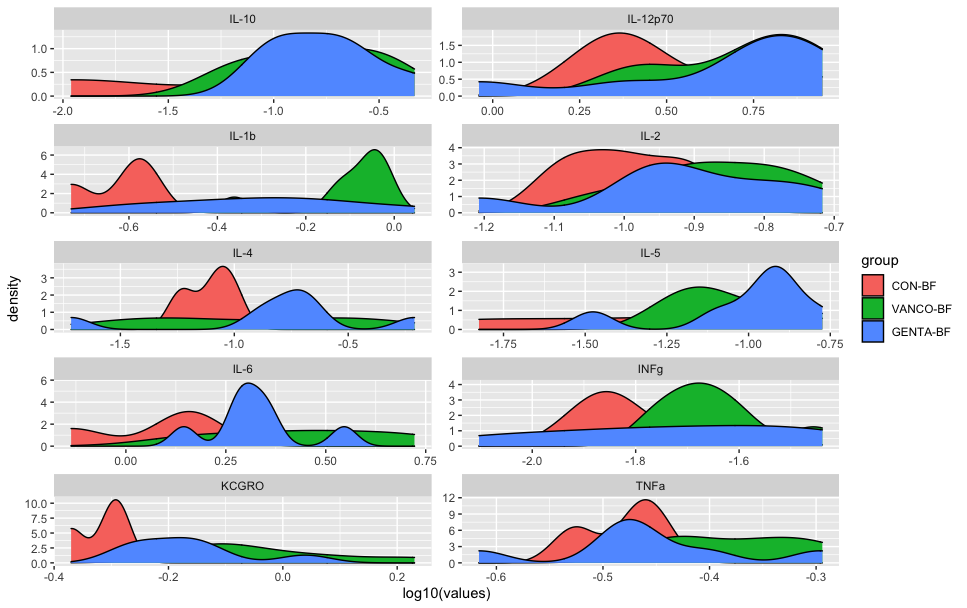 IL-10
IL-12p70
1.0
0.5
0.0
1.5
1.0
0.5
0.0
-2.0 -1.5 -1.0 -0.5
0.00 0.25 0.50 0.75
IL-1b
IL-2
6
4
2
0
4
3
2
1
0
-0.6 -0.4 -0.2 0.0
-1.2 -1.1 -1.0 -0.9 -0.8 -0.7
IL-4
IL-5
3
2
1
0
3
2
1
0
-1.5 -1.0 -0.5
-1.75 -1.50 -1.25 -1.00 -0.75
IL-6
INFg
6
4
2
0
4
3
2
1
0
0.00 0.25 0.50 0.75
-2.0 -1.8 -1.6
KCGRO
TNFa
10.0
7.5
5.0
2.5
0.0
12
9
6
3
0
-0.4 -0.2 0.0 0.2
-0.6 -0.5 -0.4 -0.3
density
log10(values)
group
CON-BF
VANCO-BF
GENTA-BF